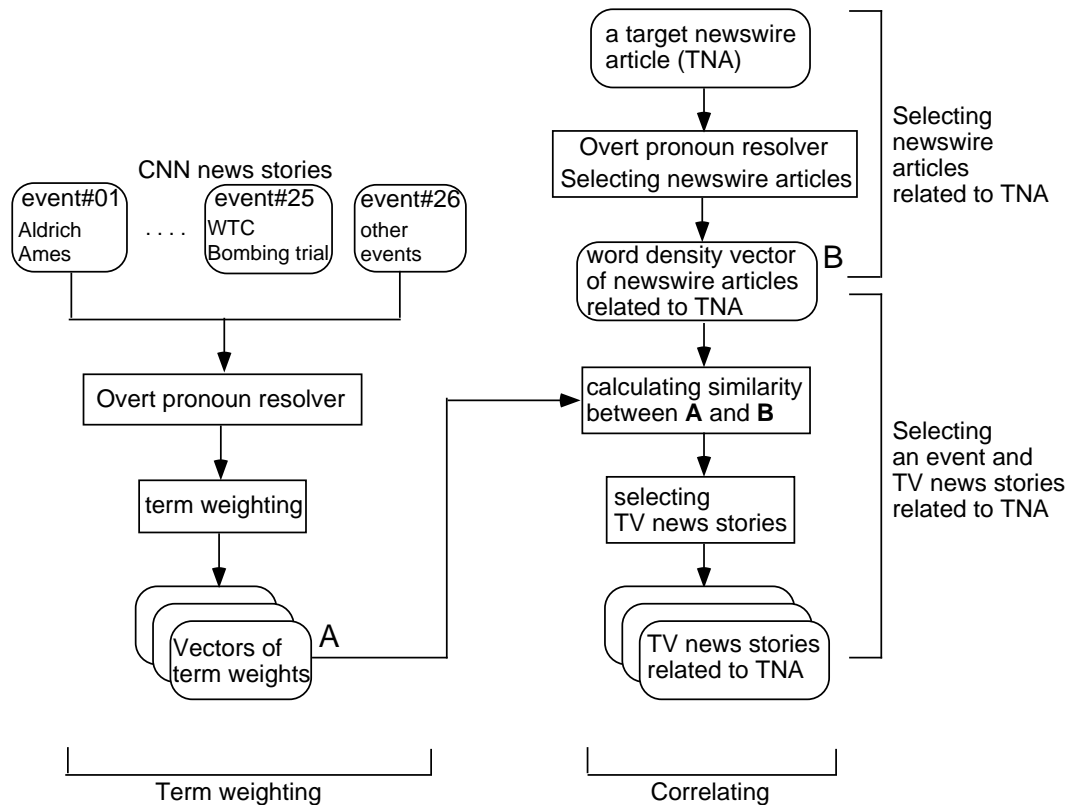 CNN news stories
event#01
Aldrich
Ames
. . . .
event#25
WTC
Bombing trial
event#26
other
events
Overt pronoun resolver
term weighting
Vectors of
term weights
A
Term weighting
a target newswire
article (TNA)
Overt pronoun resolver
Selecting newswire articles
word density vector
of newswire articles
related to TNA
B
calculating similarity
between A and B
selecting
TV news stories
TV news stories
related to TNA
Correlating
Selecting
newswire
articles
related to TNA
Selecting
an event and
TV news stories
related to TNA